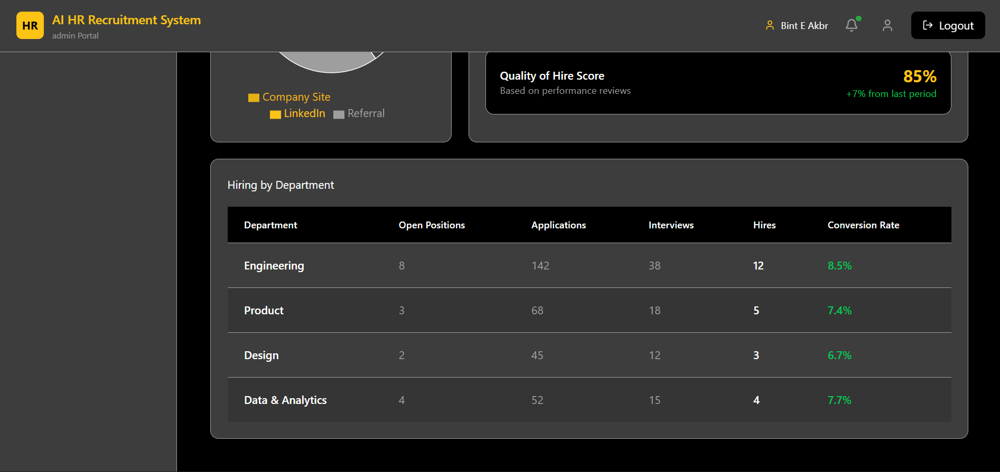 HR
AI HR Recruitment System
admin Portal
Bint E Akbr
Logout
Company Site
LinkedIn Referral
Quality of Hire Score
Based on performance reviews
85%
+7% from last period
Hiring by Department
Department Open Positions Applications Interviews Hires Conversion Rate
Engineering 8 142 38 12 8.5%
Product 3 68 18 5 7.4%
Design 2 45 12 3 6.7%
Data & Analytics 4 52 15 4 7.7%